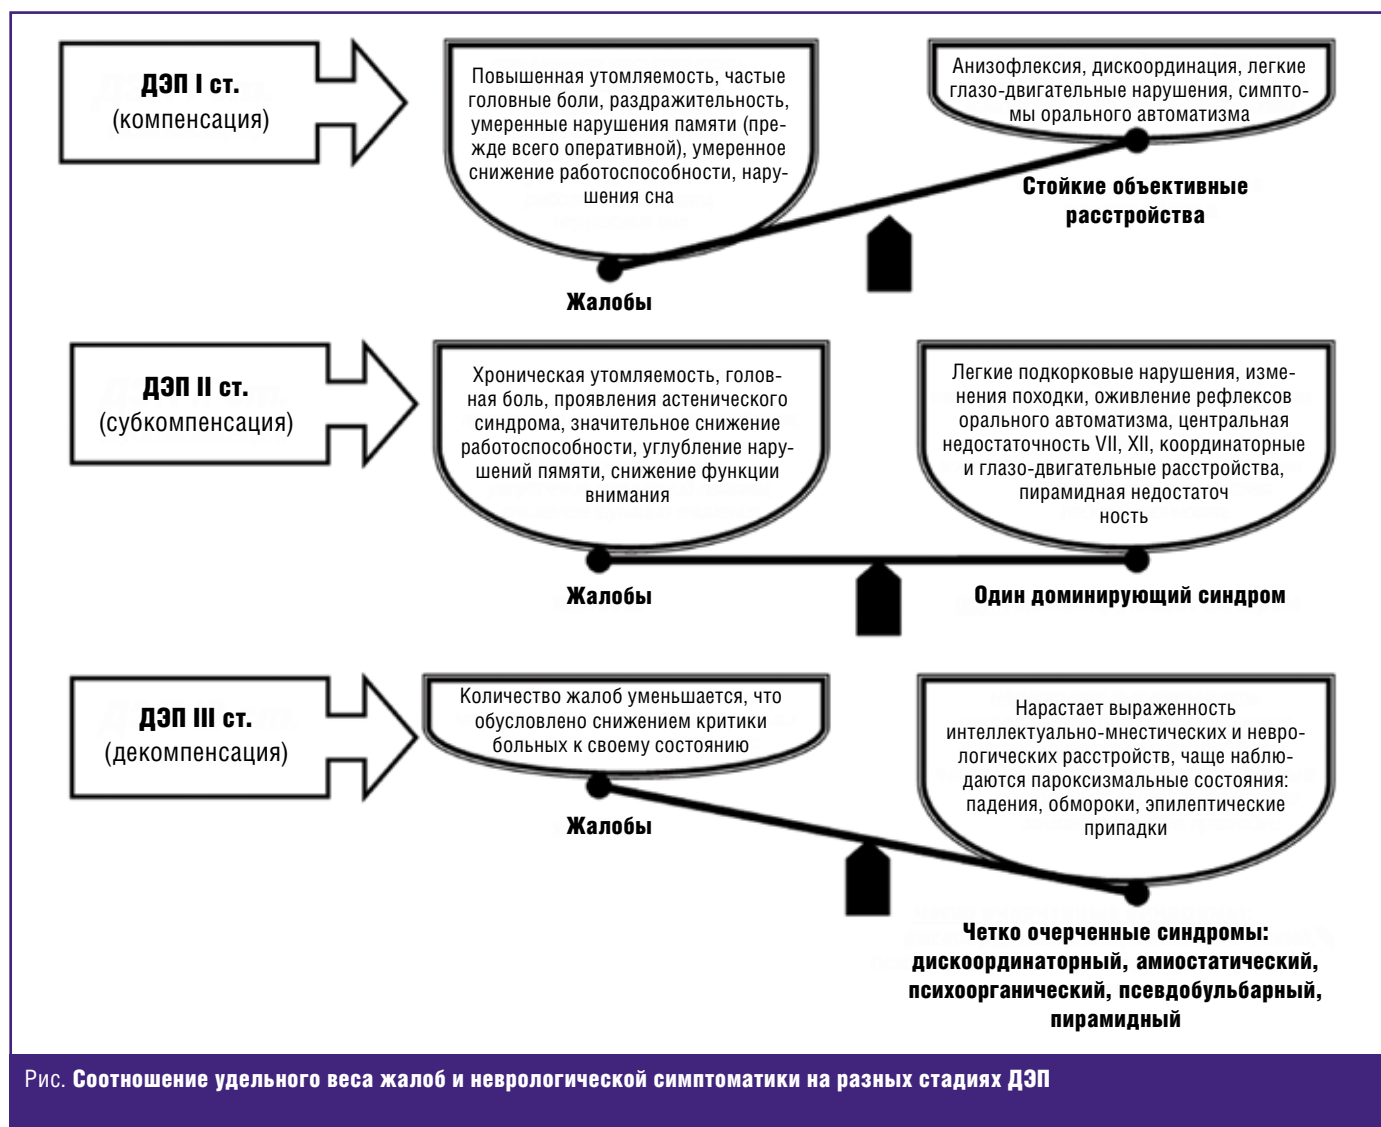 ДЭП I ст.
(компенсация)
Повышенная утомляемость, частые
головные боли, раздражительность,
умеренные нарушения памяти (пре-
жде всего оперативной), умеренное
снижение работоспособности, нару-
шения сна
Жалобы
Анизофлексия, дискоординация, легкие
глазо-двигательные нарушения, симпто-
мы орального автоматизма
Стойкие объективные
расстройства
ДЭП II ст.
(субкомпенсация)
Хроническая утомляемость, голов-
ная боль, проявления астенического
синдрома, значительное снижение
работоспособности, углубление нару-
шений пямяти, снижение функции
внимания
Жалобы
Легкие подкорковые нарушения, изме-
нения походки, оживление рефлексов
орального автоматизма, центральная
недостаточность VII, XII, координаторные
и глазо-двигательные расстройства,
пирамидная недостаточ
ность
Один доминирующий синдром
ДЭП III ст.
(декомпенсация)
Количество жалоб уменьшается, что
обусловлено снижением критики
больных к своему состоянию
Жалобы
Нарастает выраженность
интеллектуально-мнестических и невро-
логических расстройств, чаще наблю-
даются пароксизмальные состояния:
падения, обмороки, эпилептические
припадки
Четко очерченные синдромы:
дискоординаторный, амиостатический,
психоорганический, псевдобульбарный,
пирамидный
Рис. Соотношение удельного веса жалоб и неврологической симптоматики на разных стадиях ДЭП